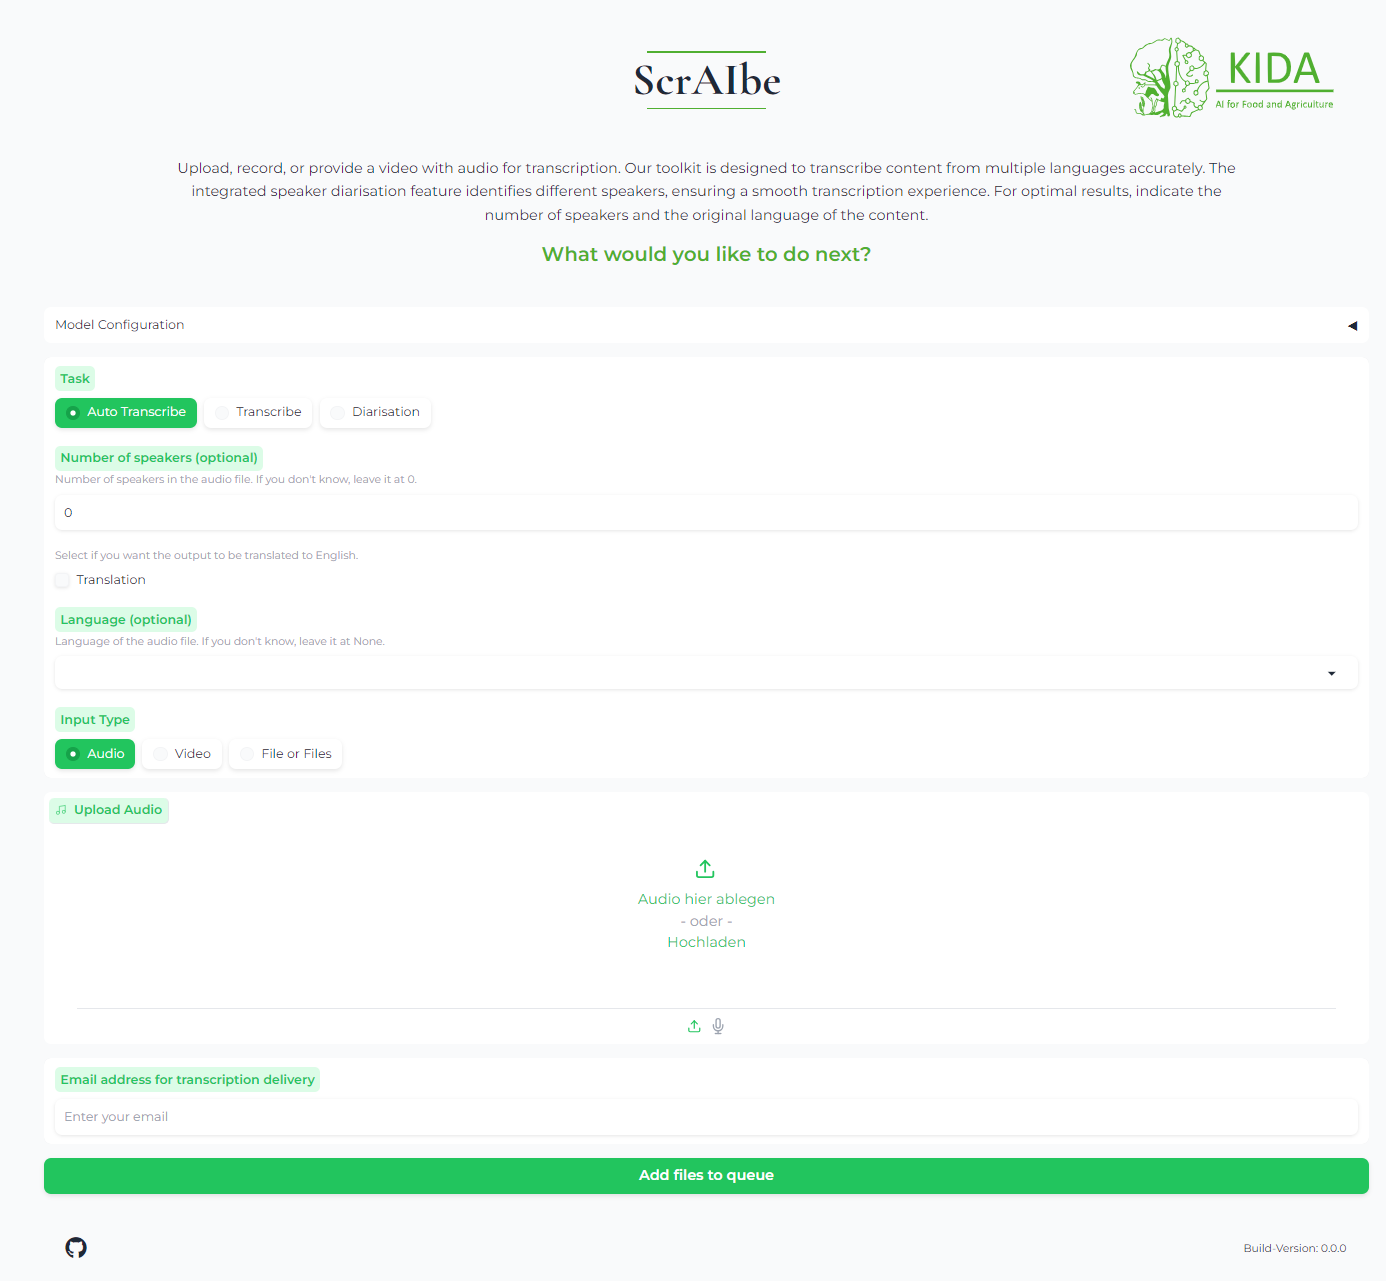 ScrAIbe
KIDA
AI for Food and Agriculture
Upload, record, or provide a video with audio for transcription. Our toolkit is designed to transcribe content from multiple languages accurately. The
integrated speaker diarisation feature identifies different speakers, ensuring a smooth transcription experience. For optimal results, indicate the
number of speakers and the original language of the content.
What would you like to do next?
Model Configuration
Task
Auto Transcribe
Transcribe
Diarisation
Number of speakers (optional)
Number of speakers in the audio file. If you don't know, leave it at 0.
0
Select if you want the output to be translated to English.
Translation
Language (optional)
Language of the audio file. If you don't know, leave it at None.
Input Type
Audio
Video
File or Files
Upload Audio
Audio hier ablegen
- oder -
Hochladen
Email address for transcription delivery
Enter your email
Add files to queue
Build-Version: 0.0.0